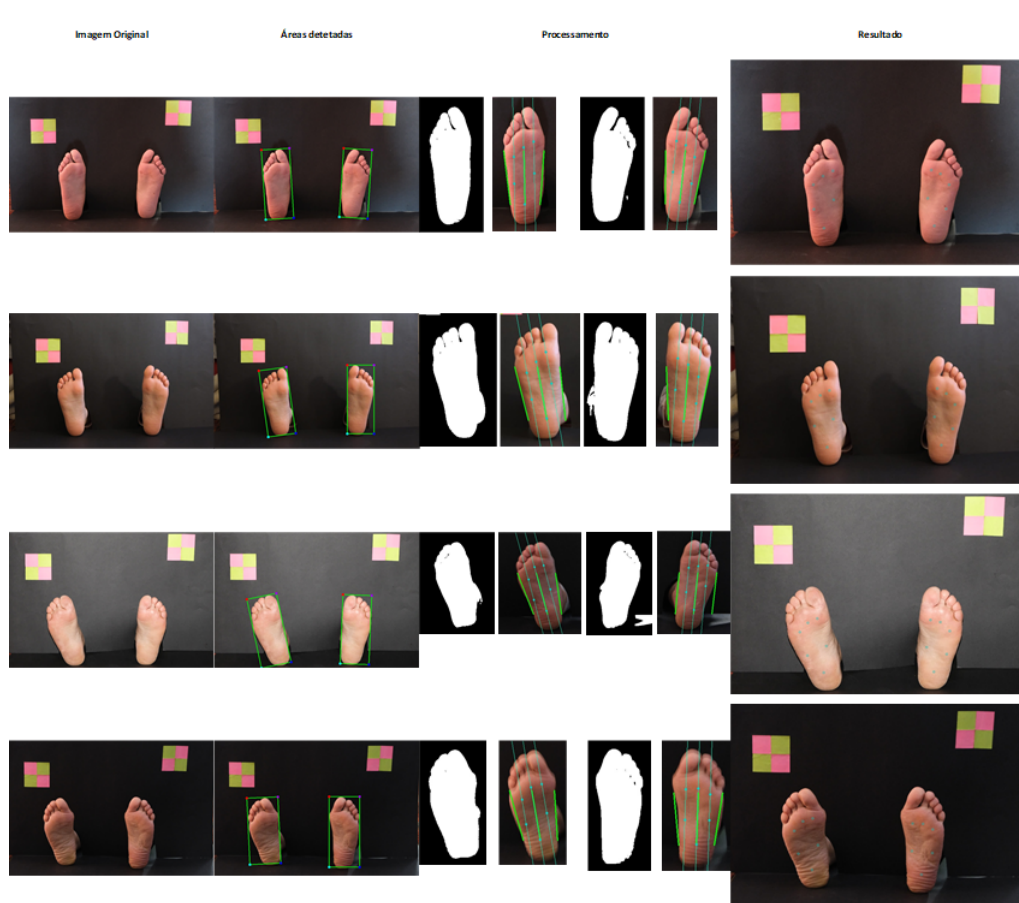 Imagem Original
Áreas detetadas
Processamento
Resultado